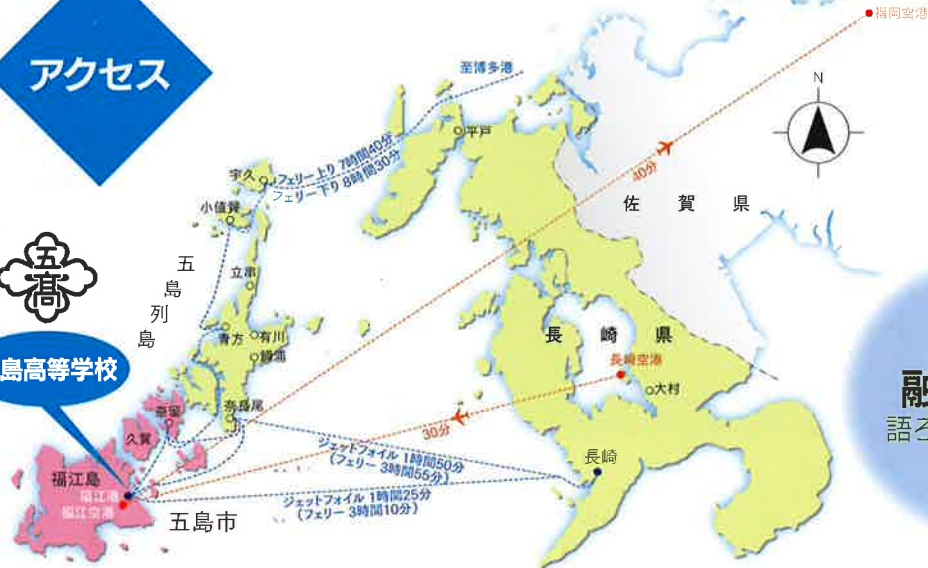 アクセス
福岡空港
至博多港
N
平戸
フェリー上り 7時間40分
フェリー下り 8時間30分
宇久
小値賀
40分
佐賀県
五高
五島列島
立串
青方
有川
鯛ノ浦
長崎県
長崎空港
大村
島高等学校
奈留
奈長尾
久賀
30分
ジェットフォイル 1時間50分
(フェリー 3時間55分)
長崎
福江島
福江港
福江空港
ジェットフォイル 1時間25分
(フェリー 3時間10分)
五島市
融
語